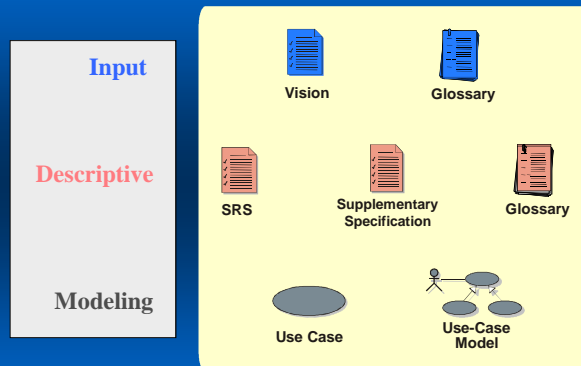 Input
Vision
Glossary
Descriptive
SRS
Supplementary
Specification
Glossary
Modeling
Use Case
Use-Case
Model